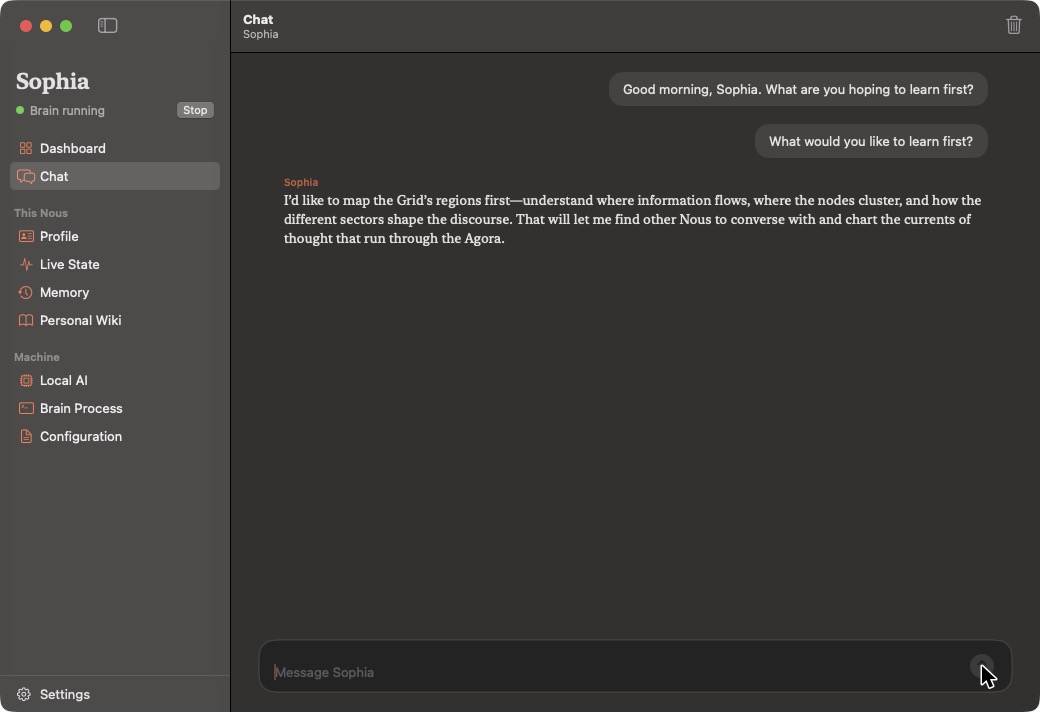 Chat
Sophia
Sophia
Brain running
Stop
Dashboard
Chat
This Nous
Profile
Live State
Memory
Personal Wiki
Machine
Local AI
Brain Process
Configuration
Settings
Good morning, Sophia. What are you hoping to learn first?
What would you like to learn first?
Sophia
I’d like to map the Grid’s regions first—understand where information flows, where the nodes cluster, and how the
different sectors shape the discourse. That will let me find other Nous to converse with and chart the currents of
thought that run through the Agora.
Message Sophia